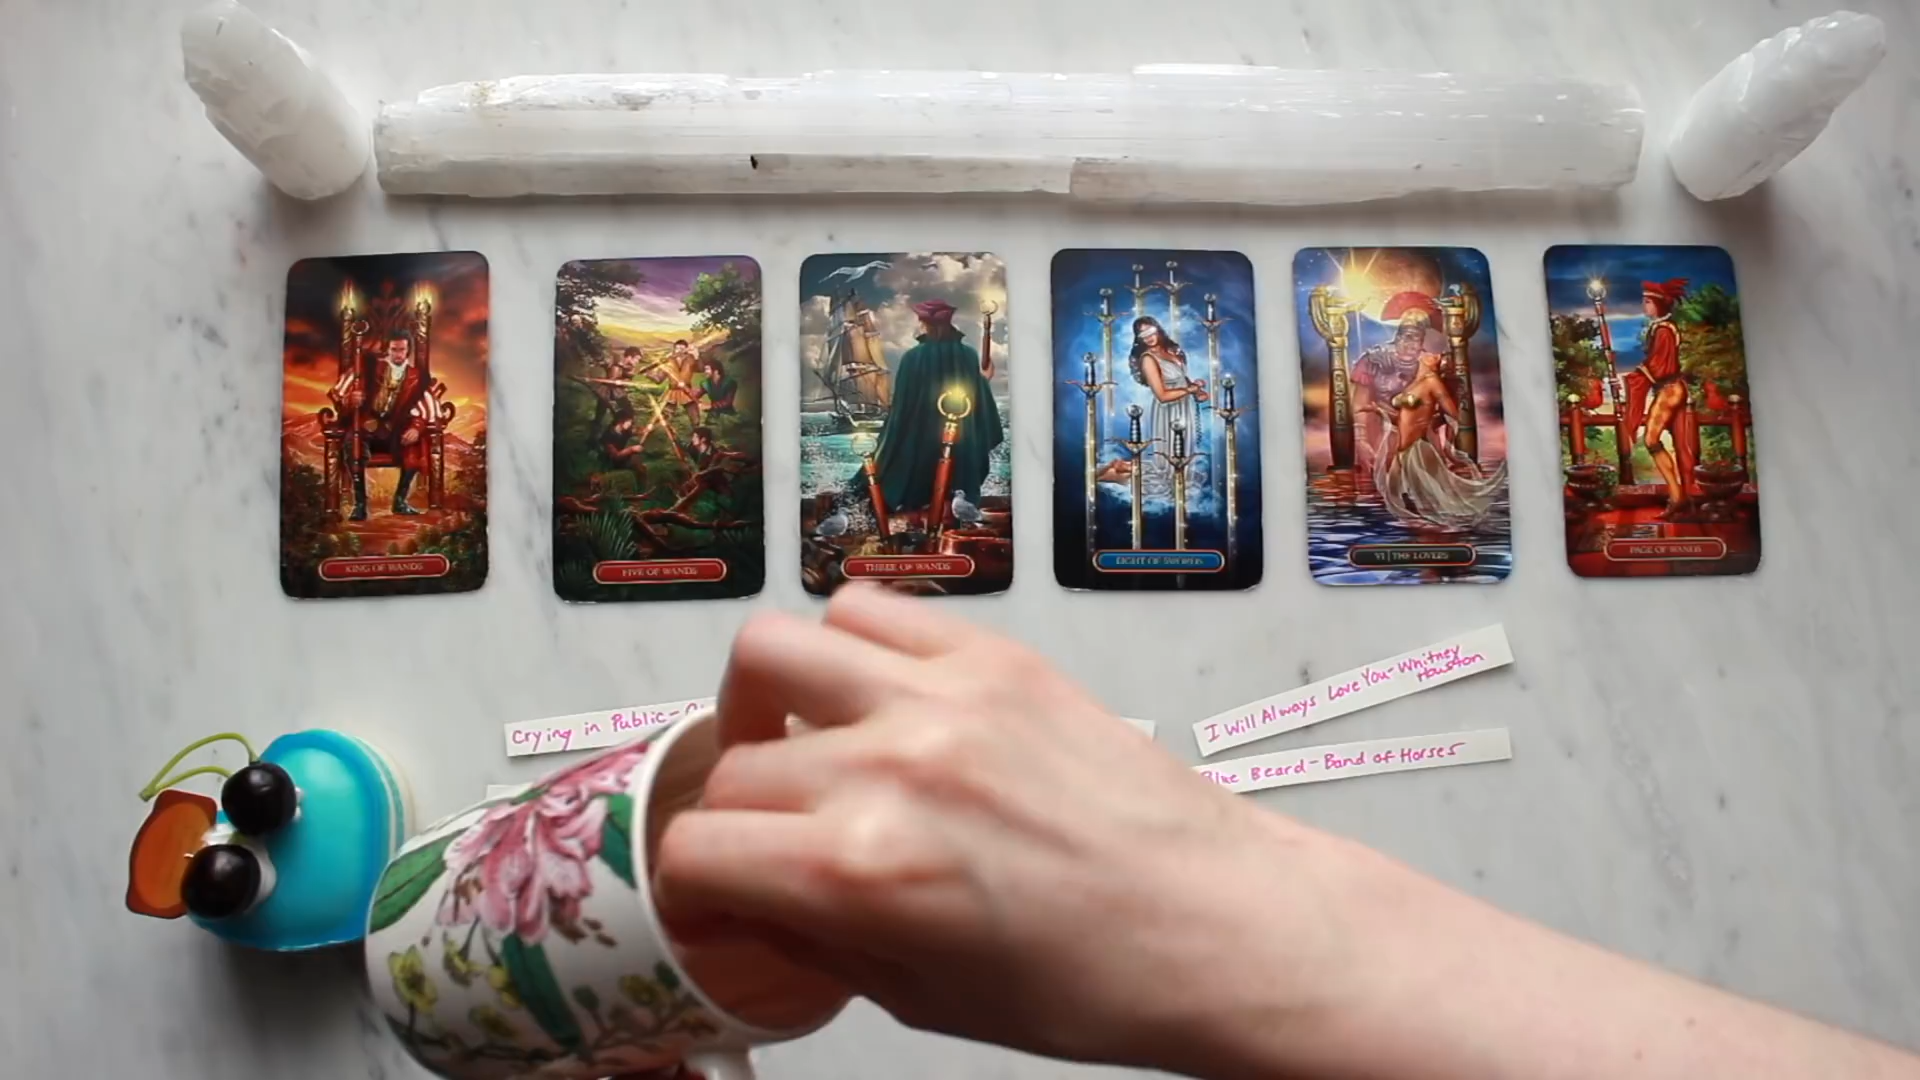 KING OF WANDS
FIVE OF WANDS
THREE OF WANDS
EIGHT OF SWORDS
VI | THE LOVERS
PAGE OF WANDS
Crying in Public-
I Will Always Love You-Whitney
Houston
Blue Beard-Band of Horses